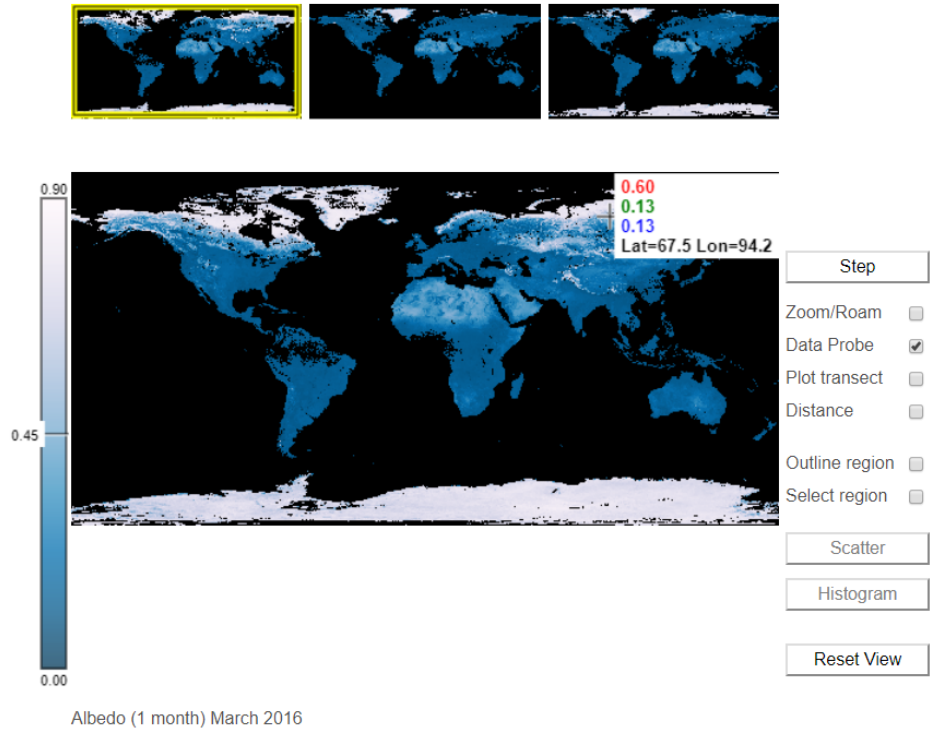 0.90
0.60
0.13
0.13
Lat=67.5 Lon=94.2
Step
Zoom/Roam
Data Probe
Plot transect
Distance
0.45
Outline region
Select region
Scatter
Histogram
Reset View
0.00
Albedo (1 month) March 2016